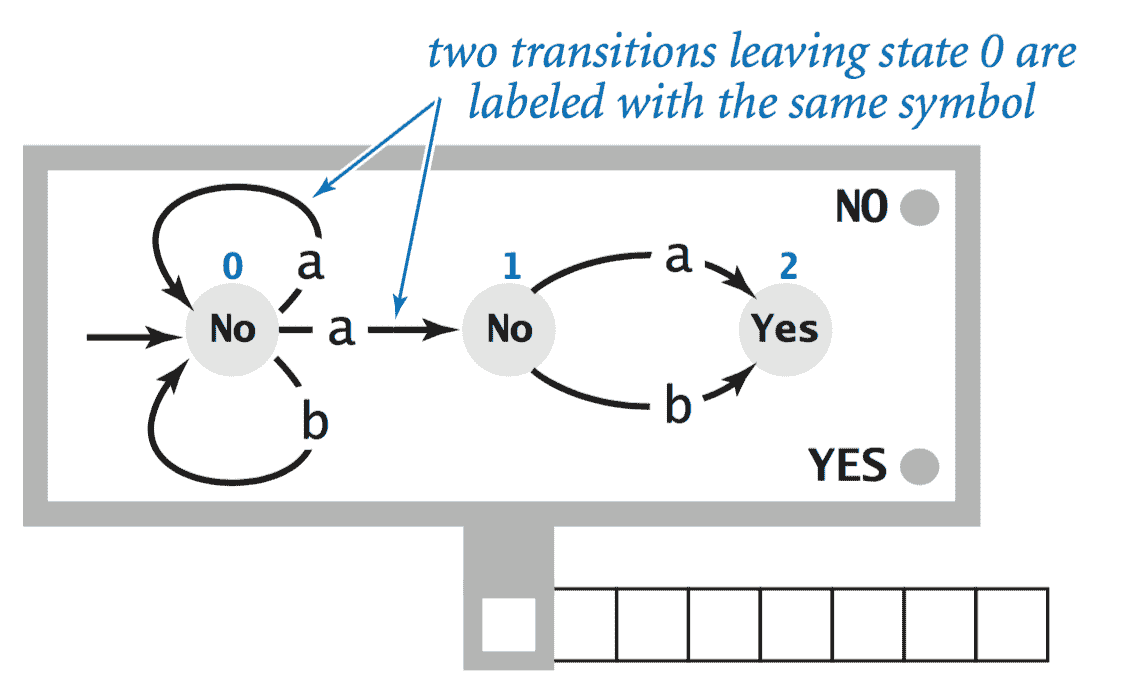 two transitions leaving state 0 are
labeled with the same symbol
NO
0
a
1
a
2
No
a
No
Yes
b
b
YES